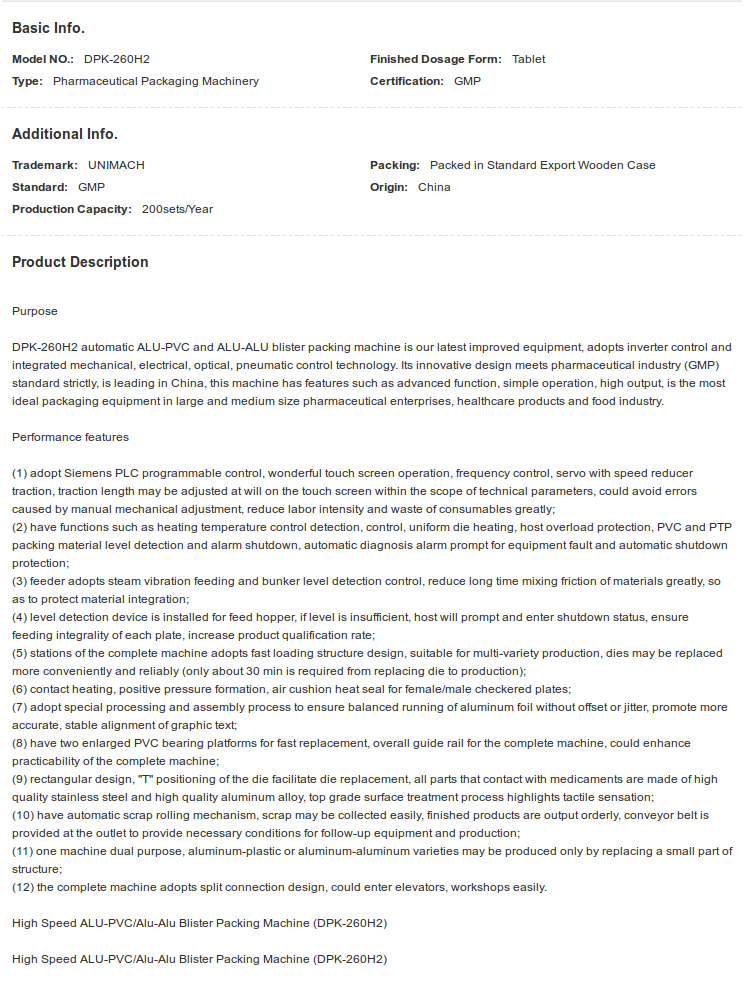 Basic Info.
Model NO.: DPK-260H2 Finished Dosage Form: Tablet
Type: Pharmaceutical Packaging Machinery Certification: GMP
Additional Info.
Trademark: UNIMACH Packing: Packed in Standard Export Wooden Case
Standard: GMP Origin: China
Production Capacity: 200sets/Year
Product Description
Purpose
DPK-260H2 automatic ALU-PVC and ALU-ALU blister packing machine is our latest improved equipment, adopts inverter control and
integrated mechanical, electrical, optical, pneumatic control technology. Its innovative design meets pharmaceutical industry (GMP)
standard strictly, is leading in China, this machine has features such as advanced function, simple operation, high output, is the most
ideal packaging equipment in large and medium size pharmaceutical enterprises, healthcare products and food industry.
Performance features
(1) adopt Siemens PLC programmable control, wonderful touch screen operation, frequency control, servo with speed reducer
traction, traction length may be adjusted at will on the touch screen within the scope of technical parameters, could avoid errors
caused by manual mechanical adjustment, reduce labor intensity and waste of consumables greatly;
(2) have functions such as heating temperature control detection, control, uniform die heating, host overload protection, PVC and PTP
packing material level detection and alarm shutdown, automatic diagnosis alarm prompt for equipment fault and automatic shutdown
protection;
(3) feeder adopts steam vibration feeding and bunker level detection control, reduce long time mixing friction of materials greatly, so
as to protect material integration;
(4) level detection device is installed for feed hopper, if level is insufficient, host will prompt and enter shutdown status, ensure
feeding integrality of each plate, increase product qualification rate;
(5) stations of the complete machine adopts fast loading structure design, suitable for multi-variety production, dies may be replaced
more conveniently and reliably (only about 30 min is required from replacing die to production);
(6) contact heating, positive pressure formation, air cushion heat seal for female/male checkered plates;
(7) adopt special processing and assembly process to ensure balanced running of aluminum foil without offset or jitter, promote more
accurate, stable alignment of graphic text;
(8) have two enlarged PVC bearing platforms for fast replacement, overall guide rail for the complete machine, could enhance
practicability of the complete machine;
(9) rectangular design, "T" positioning of the die facilitate die replacement, all parts that contact with medicaments are made of high
quality stainless steel and high quality aluminum alloy, top grade surface treatment process highlights tactile sensation;
(10) have automatic scrap rolling mechanism, scrap may be collected easily, finished products are output orderly, conveyor belt is
provided at the outlet to provide necessary conditions for follow-up equipment and production;
(11) one machine dual purpose, aluminum-plastic or aluminum-aluminum varieties may be produced only by replacing a small part of
structure;
(12) the complete machine adopts split connection design, could enter elevators, workshops easily.
High Speed ALU-PVC/Alu-Alu Blister Packing Machine (DPK-260H2)
High Speed ALU-PVC/Alu-Alu Blister Packing Machine (DPK-260H2)